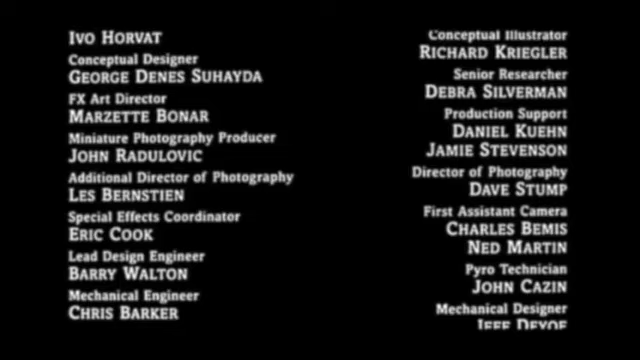 IVO HORVAT
Conceptual Designer
GEORGE DENES SUHAYDA
FX Art Director
MARZETTE BONAR
Miniature Photography Producer
JOHN RADULOVIC
Additional Director of Photography
LES BERNSTIEN
Special Effects Coordinator
ERIC COOK
Lead Design Engineer
BARRY WALTON
Mechanical Engineer
CHRIS BARKER
Conceptual Illustrator
RICHARD KRIEGLER
Senior Researcher
DEBRA SILVERMAN
Production Support
DANIEL KUEHN
JAMIE STEVENSON
Director of Photography
DAVE STUMP
First Assistant Camera
CHARLES BEMIS
NED MARTIN
Pyro Technician
JOHN CAZIN
Mechanical Designer
JEFF DEYOE